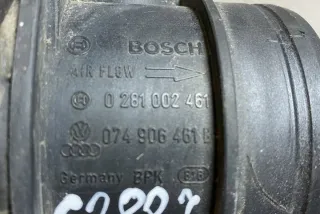 BOSCH
AIR FLOW
0 281 002 461
074 906 461 B
Germany BPK